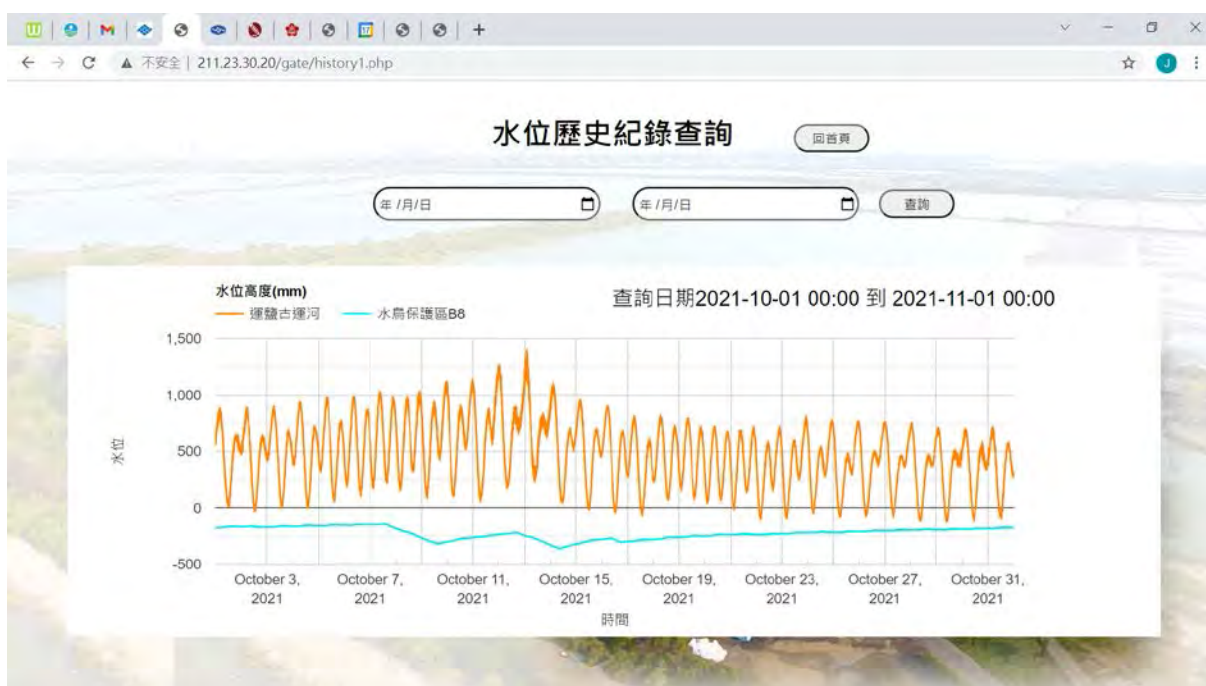 不安全 | 211.23.30.20/gate/history1.php
J
水位歷史紀錄查詢
回首頁
年 /月/日
年 /月/日
查詢
水位高度(mm)
查詢日期2021-10-01 00:00 到 2021-11-01 00:00
運鹽古運河
水鳥保護區B8
1,500
1,000
500
0
-500
水位
October 3, 2021
October 7, 2021
October 11, 2021
October 15, 2021
October 19, 2021
October 23, 2021
October 27, 2021
October 31, 2021
時間